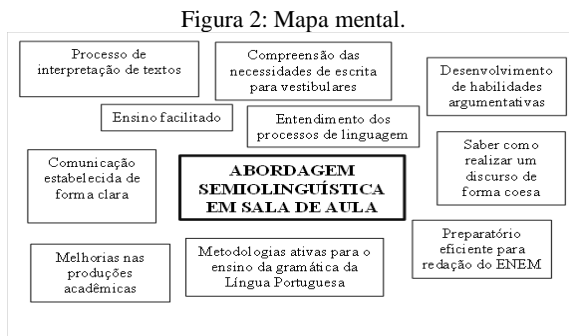 Figura 2: Mapa mental.
Processo de
interpretação de textos
Compreensão das
necessidades de escrita
para vestibulares
Desenvolvimento
de habilidades
argumentativas
Ensino facilitado
Entendimento dos
processos de linguagem
Comunicação
estabelecida de
forma clara
ABORDAGEM
SEMIOLINGUÍSTICA
EM SALA DE AULA
Saber como
realizar um
discurso de
forma coesa
Melhorias nas
produções
acadêmicas
Metodologias ativas para o
ensino da gramática da
Língua Portuguesa
Preparatório
eficiente para
redação do ENEM